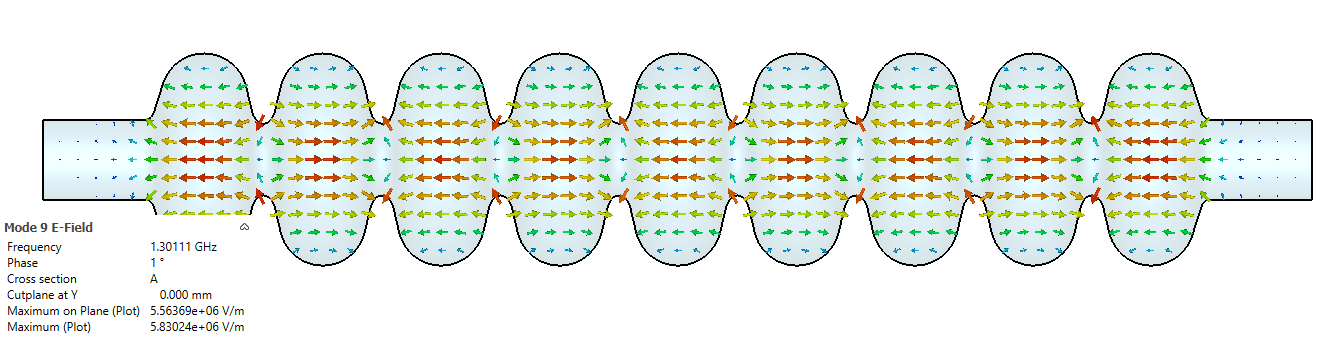 Mode 9 E-Field
Frequency 1.30111 GHz
Phase 1 °
Cross section A
Cutplane at Y 0.000 mm
Maximum on Plane (Plot) 5.56369e+06 V/m
Maximum (Plot) 5.83024e+06 V/m